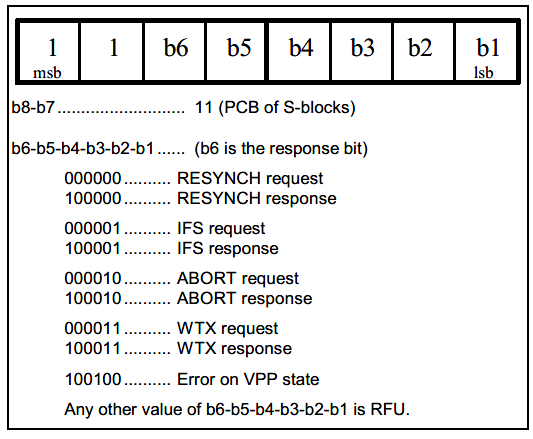 1 1 b6 b5 b4 b3 b2 b1
msb lsb
b8-b7........................... 11 (PCB of S-blocks)
b6-b5-b4-b3-b2-b1...... (b6 is the response bit)
000000.......... RESYNCH request
100000.......... RESYNCH response
000001.......... IFS request
100001.......... IFS response
000010.......... ABORT request
100010.......... ABORT response
000011.......... WTX request
100011.......... WTX response
100100.......... Error on VPP state
Any other value of b6-b5-b4-b3-b2-b1 is RFU.